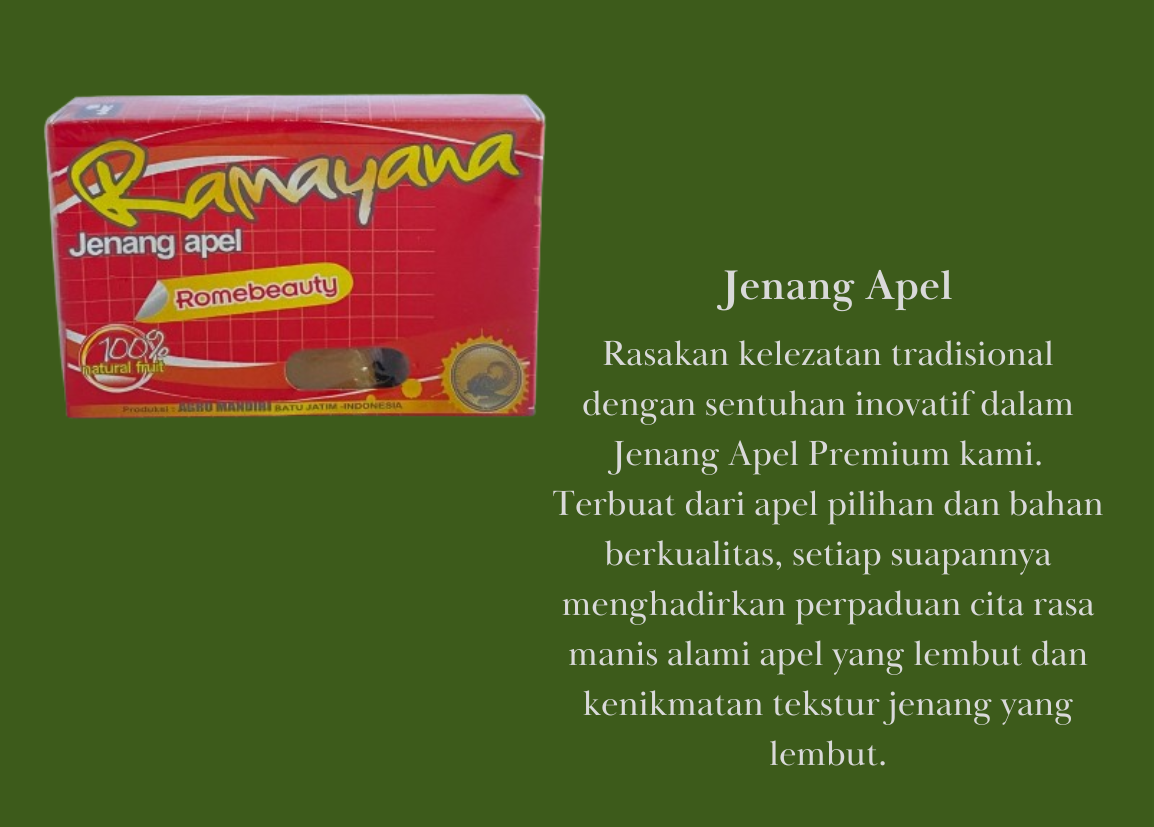 Ramayana
Jenang apel
Romebeauty
100%
natural fruit
Produksi : AGRO MANDIRI BATU JATIM -INDONESIA
Jenang Apel
Rasakan kelezatan tradisional
dengan sentuhan inovatif dalam
Jenang Apel Premium kami.
Terbuat dari apel pilihan dan bahan
berkualitas, setiap suapannya
menghadirkan perpaduan cita rasa
manis alami apel yang lembut dan
kenikmatan tekstur jenang yang
lembut.